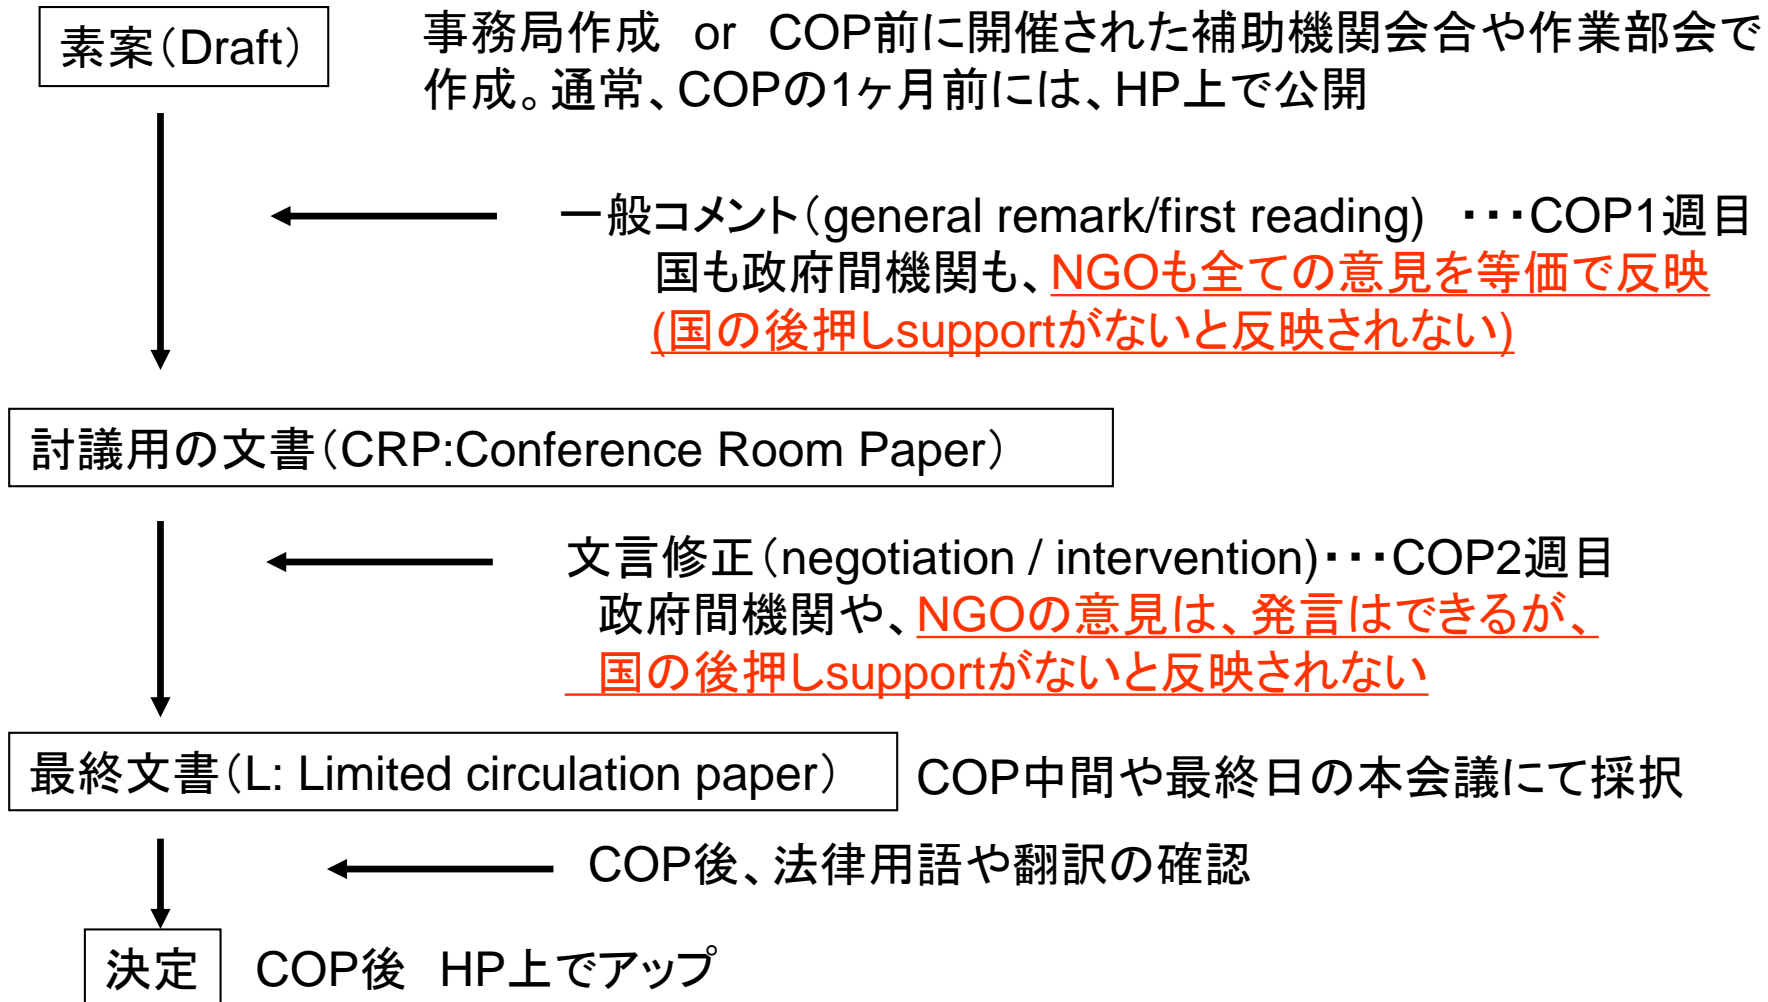 素案（Draft）
事務局作成　or　COP前に開催された補助機関会合や作業部会で
作成。通常、COPの1ヶ月前には、HP上で公開
一般コメント（general remark/first reading)　・・・COP1週目
国も政府間機関も、NGOも全ての意見を等価で反映
(国の後押しsupportがないと反映されない)
討議用の文書（CRP:Conference Room Paper）
文言修正（negotiation / intervention)・・・COP2週目
政府間機関や、NGOの意見は、発言はできるが、
国の後押しsupportがないと反映されない
最終文書（L: Limited circulation paper）
COP中間や最終日の本会議にて採択
COP後、法律用語や翻訳の確認
決定
COP後　HP上でアップ